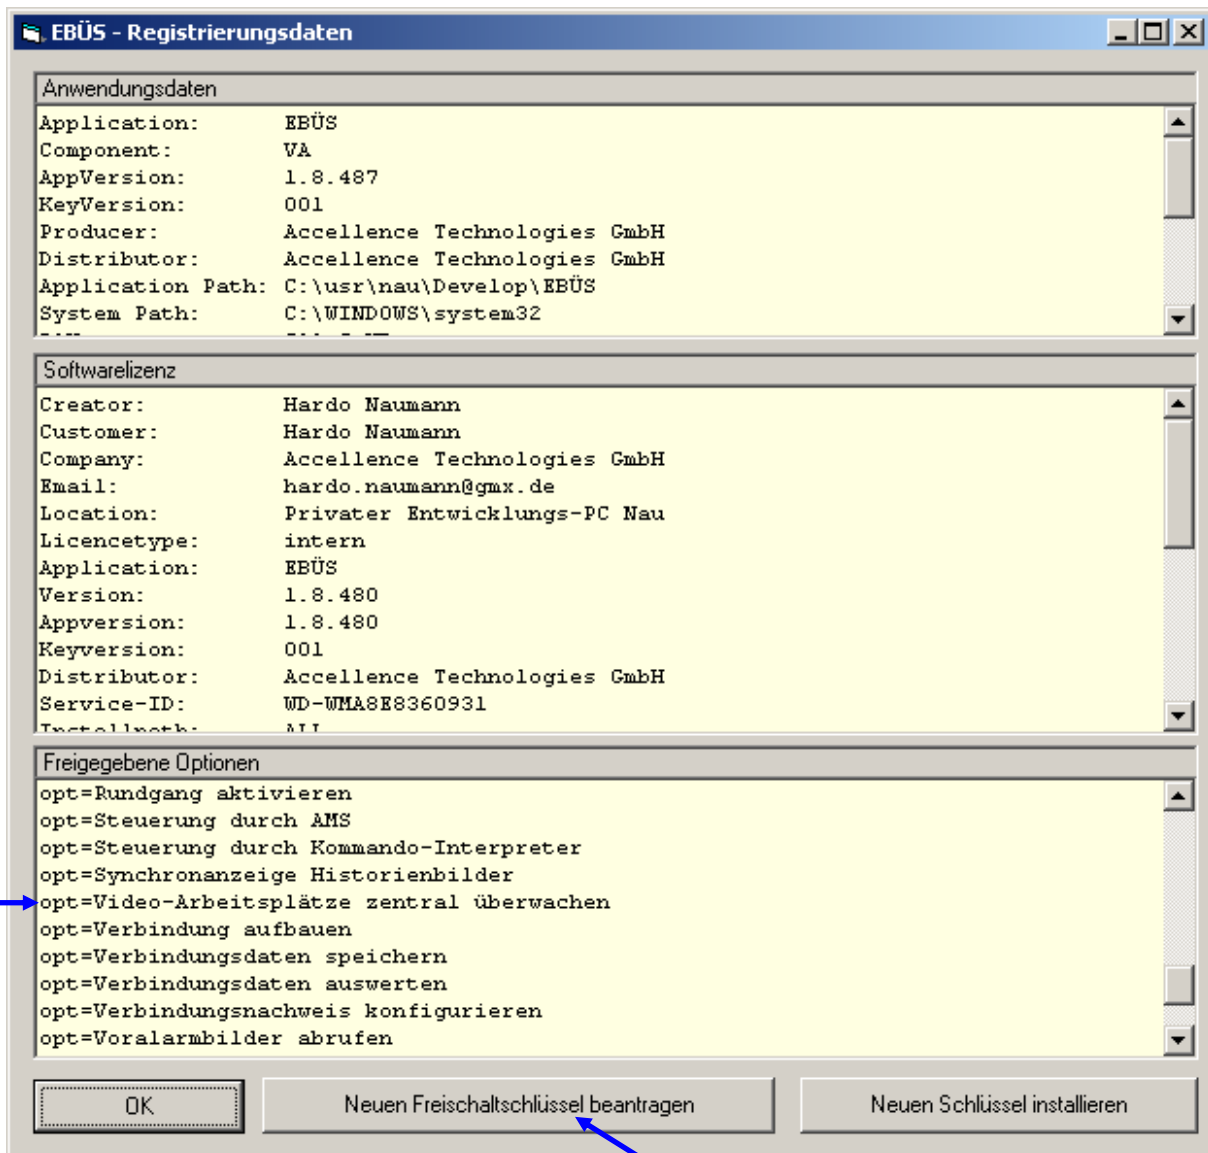 EBÜS - Registrierungsdaten
Anwendungsdaten
Application: EBÜS
Component: VA
AppVersion: 1.8.487
KeyVersion: 001
Producer: Accellence Technologies GmbH
Distributor: Accellence Technologies GmbH
Application Path: C:\usr\nau\Develop\EBÜS
System Path: C:\WINDOWS\system32
Softwarelizenz
Creator: Hardo Naumann
Customer: Hardo Naumann
Company: Accellence Technologies GmbH
Email: hardo.naumann@gmx.de
Location: Privater Entwicklungs-PC Nau
Licencetype: intern
Application: EBÜS
Version: 1.8.480
Appversion: 1.8.480
Keyversion: 001
Distributor: Accellence Technologies GmbH
Service-ID: WD-WMA8E8360931
Installpath: ALL
Freigegebene Optionen
opt=Rundgang aktivieren
opt=Steuerung durch AMS
opt=Steuerung durch Kommando-Interpreter
opt=Synchronanzeige Historienbilder
opt=Video-Arbeitsplätze zentral überwachen
opt=Verbindung aufbauen
opt=Verbindungsdaten speichern
opt=Verbindungsdaten auswerten
opt=Verbindungsnachweis konfigurieren
opt=Voralarmbilder abrufen
OK
Neuen Freischaltschlüssel beantragen
Neuen Schlüssel installieren